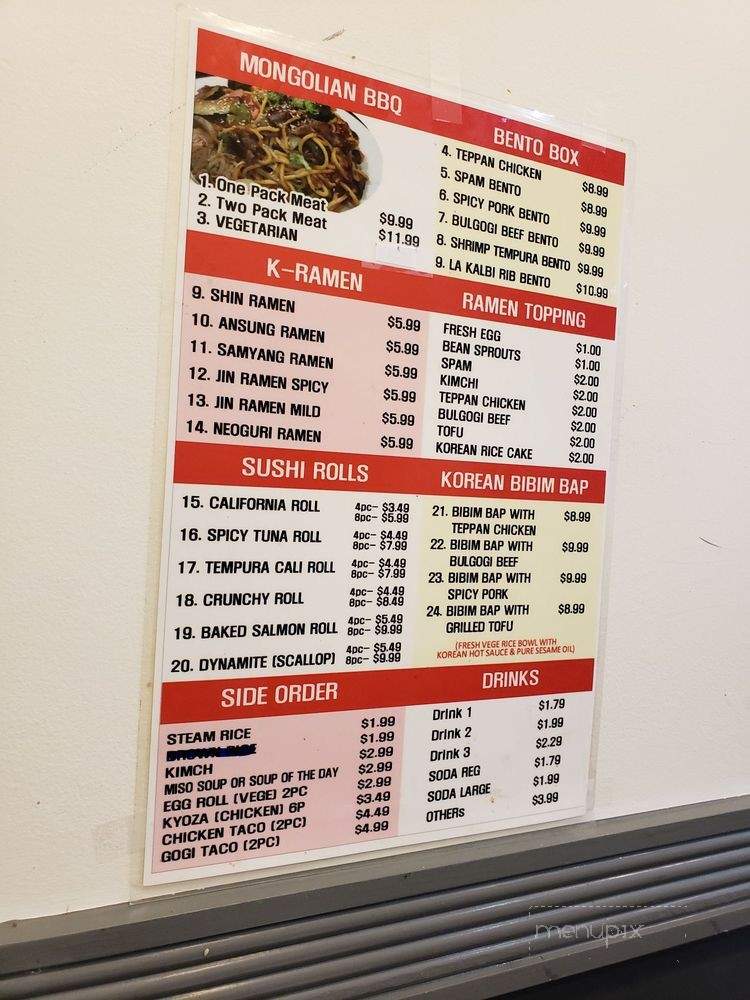 MONGOLIAN BBQ
1. One Pack Meat
2. Two Pack Meat $9.99
3. VEGETARIAN $11.99
BENTO BOX
4. TEPPAN CHICKEN $8.99
5. SPAM BENTO $8.99
6. SPICY PORK BENTO $9.99
7. BULGOGI BEEF BENTO $9.99
8. SHRIMP TEMPURA BENTO $9.99
9. LA KALBI RIB BENTO $10.99
K-RAMEN
9. SHIN RAMEN $5.99
10. ANSUNG RAMEN $5.99
11. SAMYANG RAMEN $5.99
12. JIN RAMEN SPICY $5.99
13. JIN RAMEN MILD $5.99
14. NEOGURI RAMEN $5.99
RAMEN TOPPING
FRESH EGG $1.00
BEAN SPROUTS $1.00
SPAM $2.00
KIMCHI $2.00
TEPPAN CHICKEN $2.00
BULGOGI BEEF $2.00
TOFU $2.00
KOREAN RICE CAKE $2.00
SUSHI ROLLS
15. CALIFORNIA ROLL 4pc- $3.49
8pc- $5.99
16. SPICY TUNA ROLL 4pc- $4.49
8pc- $7.99
17. TEMPURA CALI ROLL 4pc- $4.49
8pc- $7.99
18. CRUNCHY ROLL 4pc- $4.49
8pc- $8.49
19. BAKED SALMON ROLL 4pc- $5.49
8pc- $9.99
20. DYNAMITE (SCALLOP) 4pc- $5.49
8pc- $9.99
KOREAN BIBIM BAP
21. BIBIM BAP WITH $8.99
TEPPAN CHICKEN
22. BIBIM BAP WITH $9.99
BULGOGI BEEF
23. BIBIM BAP WITH $9.99
SPICY PORK
24. BIBIM BAP WITH $8.99
GRILLED TOFU
(FRESH VEGE RICE BOWL WITH
KOREAN HOT SAUCE & PURE SESAME OIL)
SIDE ORDER
STEAM RICE $1.99
BROWN RICE $1.99
KIMCH $2.99
MISO SOUP OR SOUP OF THE DAY $2.99
EGG ROLL (VEGE) 2PC $2.99
KYOZA (CHICKEN) 6P $3.49
CHICKEN TACO (2PC) $4.49
GOGI TACO (2PC) $4.99
DRINKS
Drink 1 $1.79
Drink 2 $1.99
Drink 3 $2.29
SODA REG $1.79
SODA LARGE $1.99
OTHERS $3.99
menupix